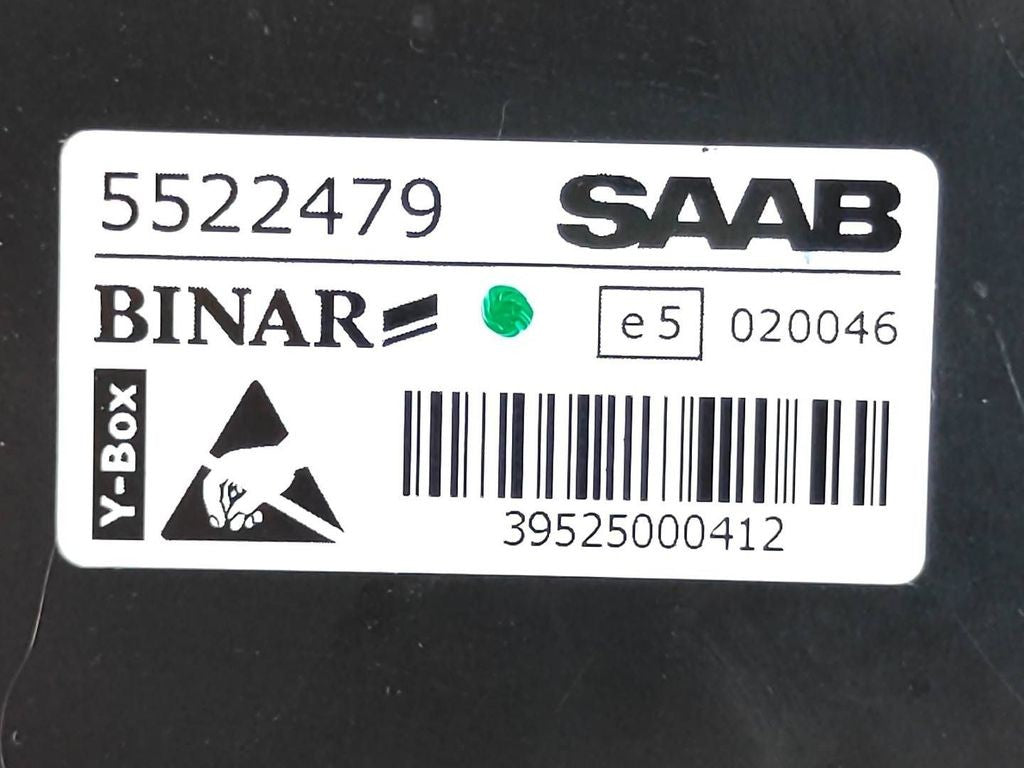 5522479 SAAB
BINAR e5 020046
Y-Box
39525000412